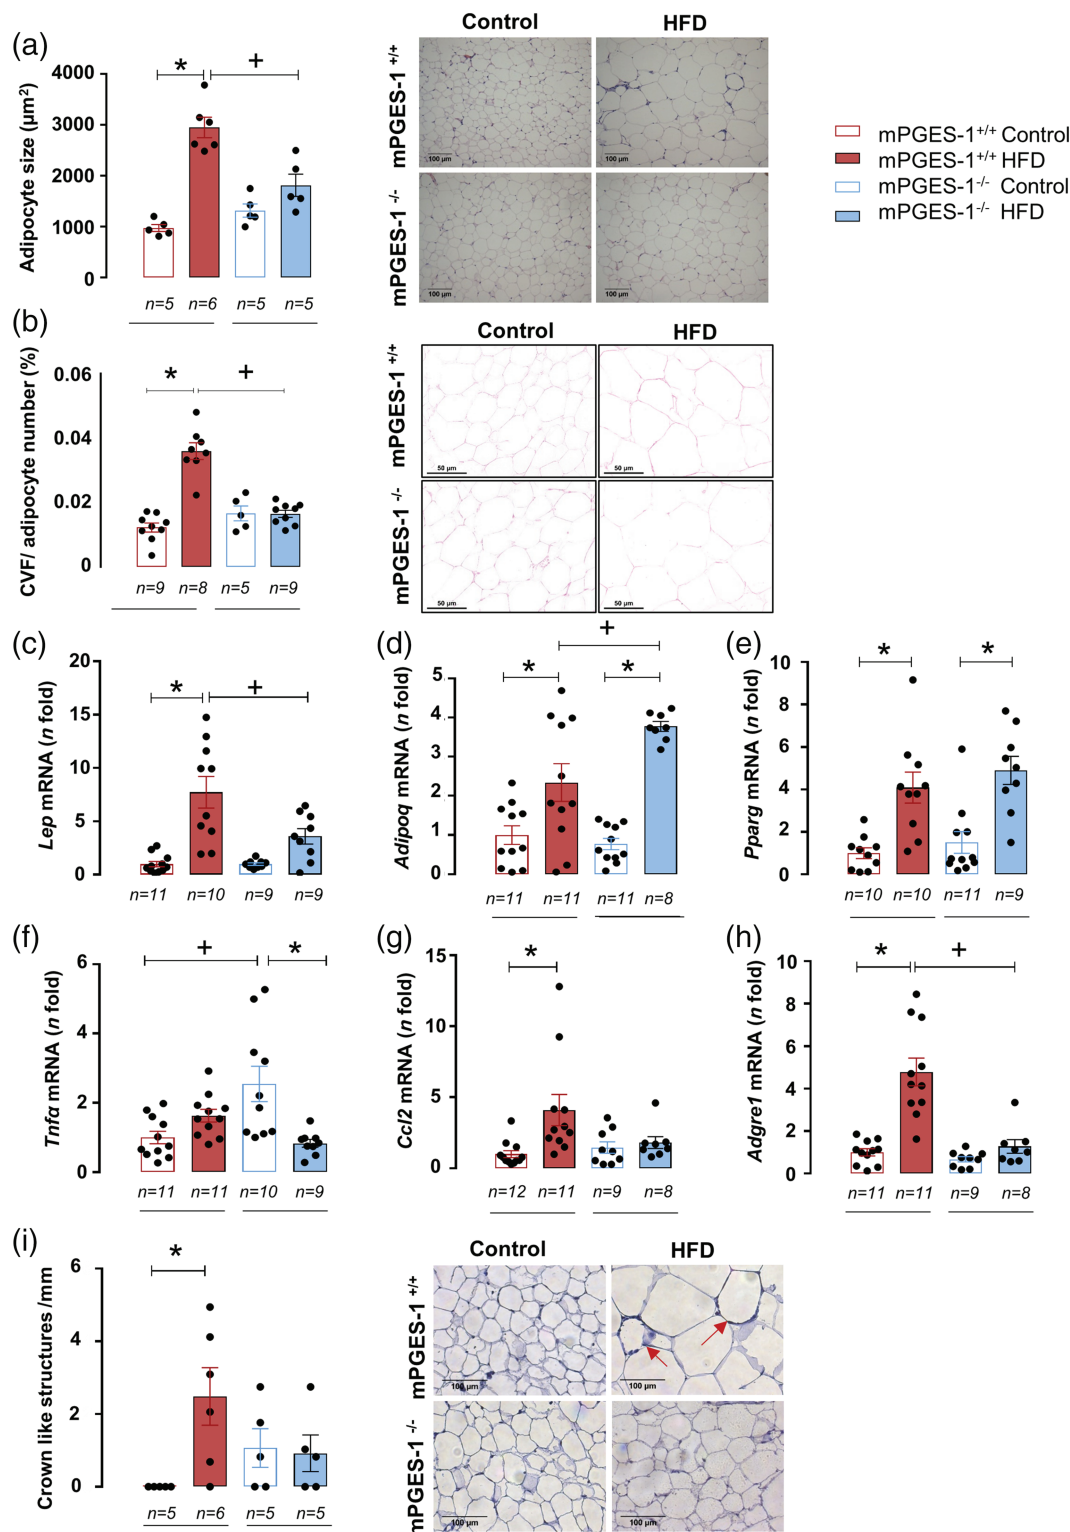 (a)
Adipocyte size (µm²)
4000
3000
2000
1000
0
*
+
n=5
n=6
n=5
n=5
Control
HFD
mPGES-1 +/+
mPGES-1 -/-
100 µm
100 µm
100 µm
100 µm
mPGES-1+/+ Control
mPGES-1+/+ HFD
mPGES-1-/- Control
mPGES-1-/- HFD
(b)
CVF/ adipocyte number (%)
0.06
0.04
0.02
0
*
+
n=9
n=8
n=5
n=9
Control
HFD
mPGES-1 +/+
mPGES-1 -/-
50 µm
50 µm
50 µm
50 µm
(c)
Lep mRNA (n fold)
20
15
10
5
0
*
+
n=11
n=10
n=9
n=9
(d)
Adipoq mRNA (n fold)
5
4
3
2
1
0
*
+
*
n=11
n=11
n=11
n=8
(e)
Pparg mRNA (n fold)
10
8
6
4
2
0
*
*
n=10
n=10
n=11
n=9
(f)
Tnfα mRNA (n fold)
6
4
2
0
+
*
n=11
n=11
n=10
n=9
(g)
Ccl2 mRNA (n fold)
15
10
5
0
*
n=12
n=11
n=9
n=8
(h)
Adgre1 mRNA (n fold)
10
8
6
4
2
0
*
+
n=11
n=11
n=9
n=8
(i)
Crown like structures /mm
6
4
2
0
*
n=5
n=6
n=5
n=5
Control
HFD
mPGES-1 +/+
mPGES-1 -/-
100 µm
100 µm
100 µm
100 µm